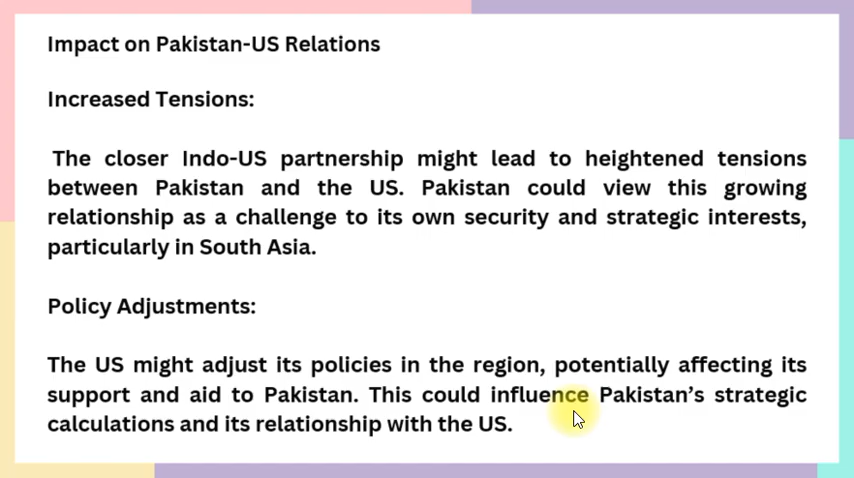 Impact on Pakistan-US Relations
Increased Tensions:
The closer Indo-US partnership might lead to heightened tensions
between Pakistan and the US. Pakistan could view this growing
relationship as a challenge to its own security and strategic interests,
particularly in South Asia.
Policy Adjustments:
The US might adjust its policies in the region, potentially affecting its
support and aid to Pakistan. This could influence Pakistan’s strategic
calculations and its relationship with the US.